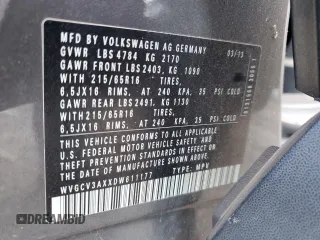 MFD BY VOLKSWAGEN AG GERMANY
GVWR LBS 4784 KG 2170 03/13
GAWR FRONT LBS 2403, KG 1090
WITH 215/65R16 TIRES,
6,5JX16 RIMS, AT 240 KPA, 35 PSI COLD
GAWR REAR LBS 2491, KG 1130
WITH 215/65R16 TIRES,
6,5JX16 RIMS, AT 240 KPA, 35 PSI COLD
THIS VEHICLE CONFORMS TO ALL APPLICABLE
U.S. FEDERAL MOTOR VEHICLE SAFETY AND
THEFT PREVENTION STANDARDS IN EFFECT ON
THE DATE OF MANUFACTURE SHOWN ABOVE
WVGCV3AXXDW611177 TYPE: MPV
DREAMBID